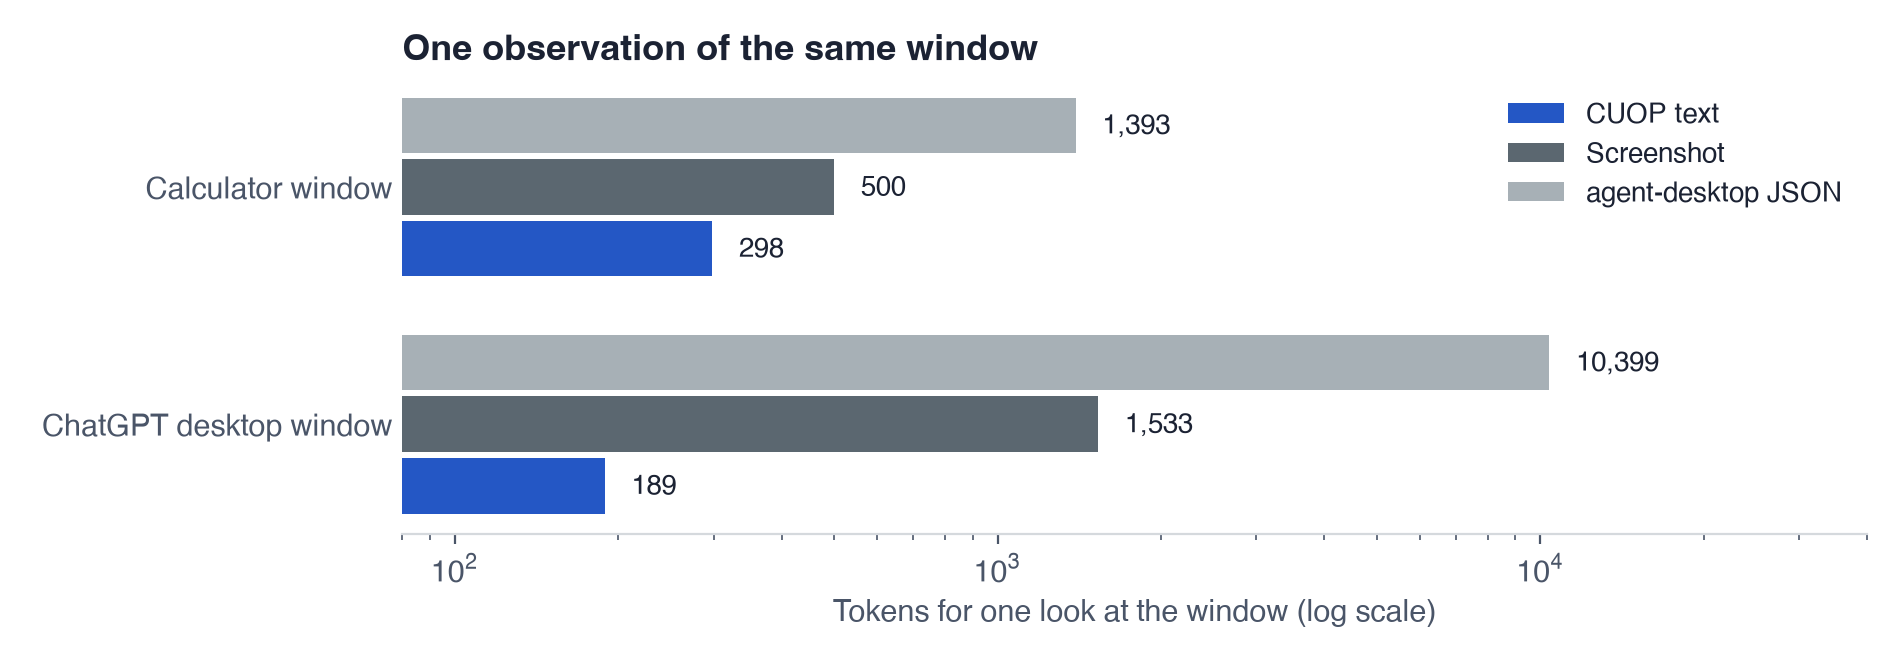 One observation of the same window
CUOP text
Screenshot
agent-desktop JSON
Calculator window
1,393
500
298
ChatGPT desktop window
10,399
1,533
189
10² 10³ 10⁴
Tokens for one look at the window (log scale)